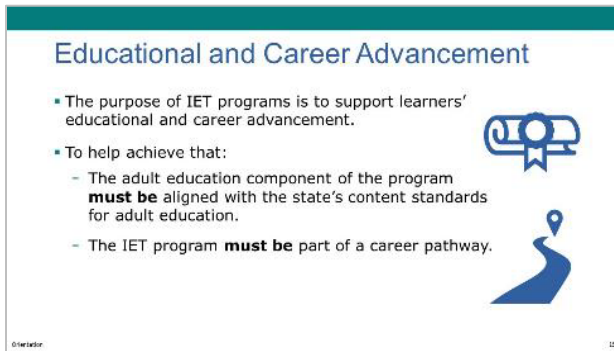 Educational and Career Advancement
▪ The purpose of IET programs is to support learners’
educational and career advancement.
▪ To help achieve that:
- The adult education component of the program
must be aligned with the state’s content standards
for adult education.
- The IET program must be part of a career pathway.
Orientation